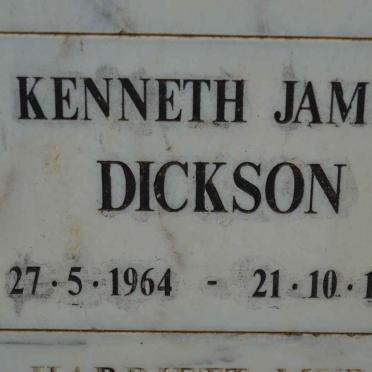 KENNETH JAM
DICKSON
27·5·1964 - 21·10·1